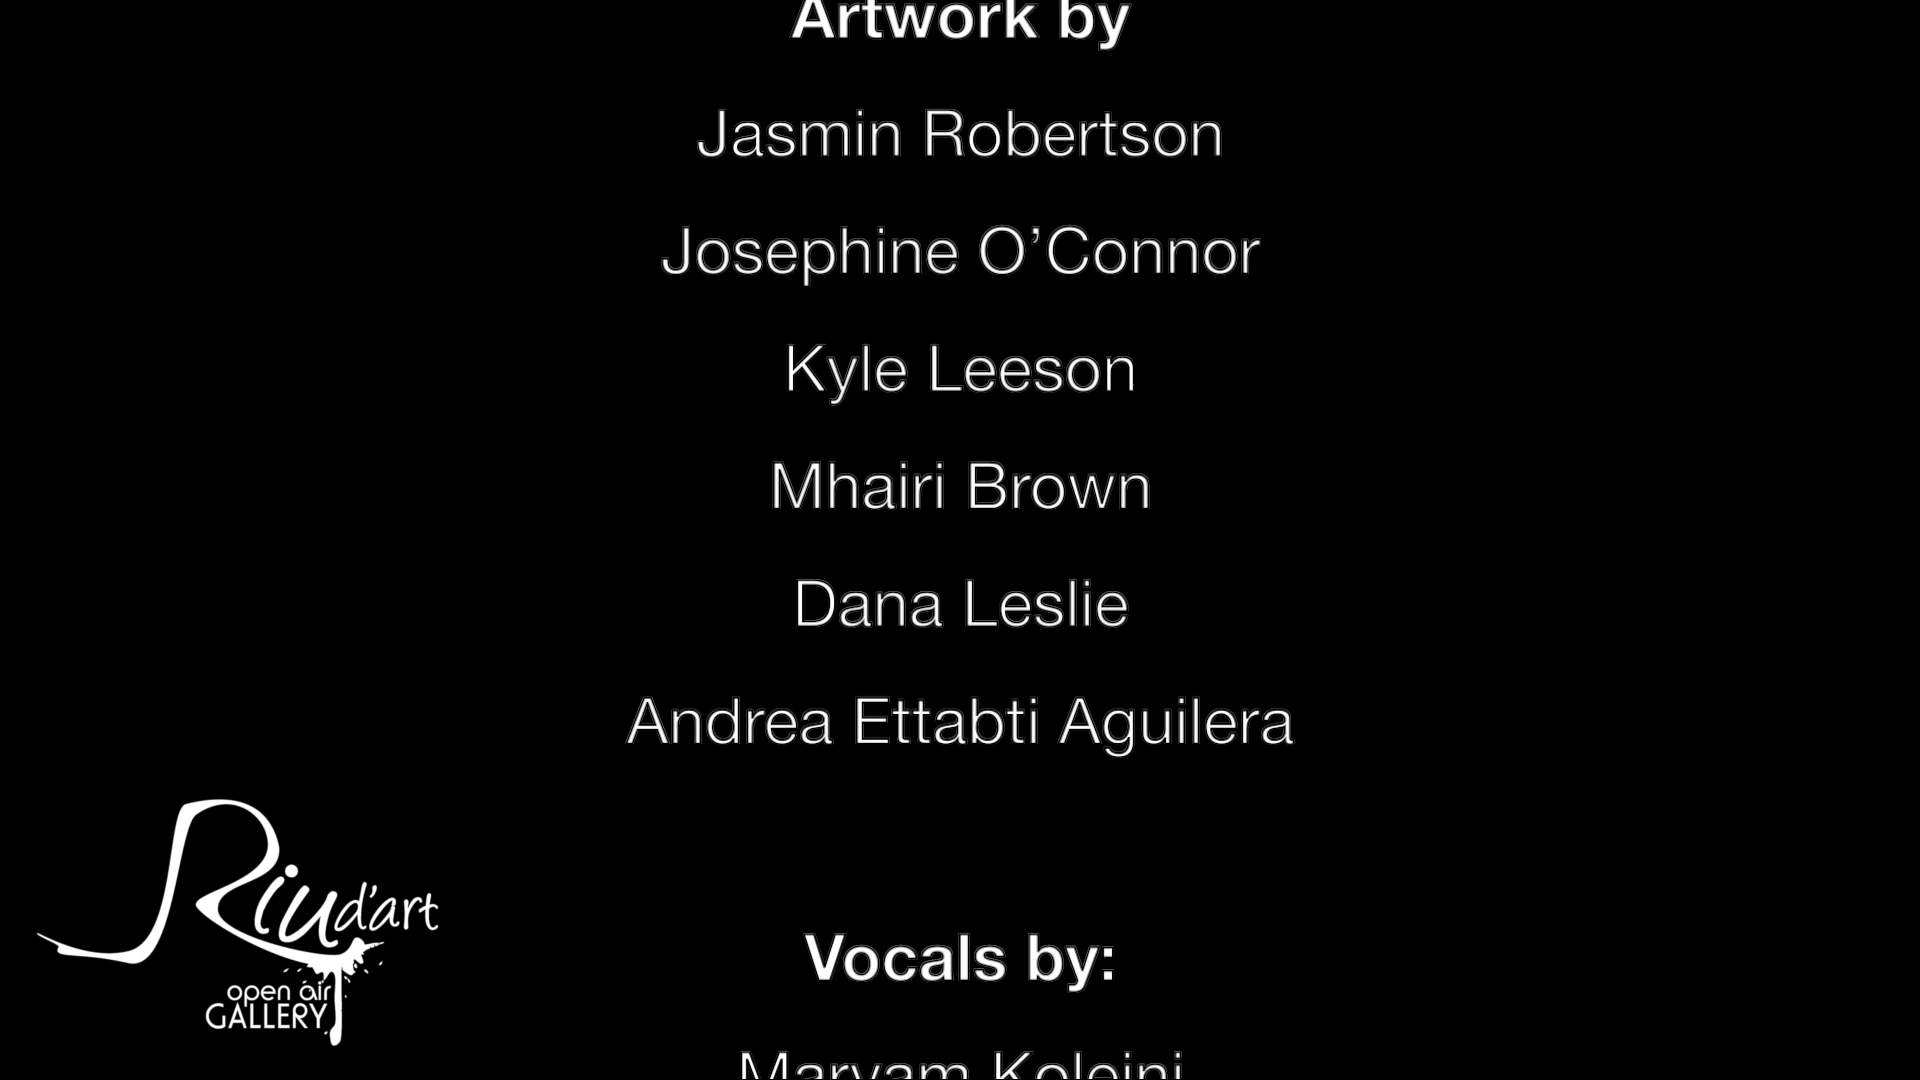 Artwork by
Jasmin Robertson
Josephine O’Connor
Kyle Leeson
Mhairi Brown
Dana Leslie
Andrea Ettabti Aguilera
Riu d'art
open air
GALLERY
Vocals by:
Maryam Koleini